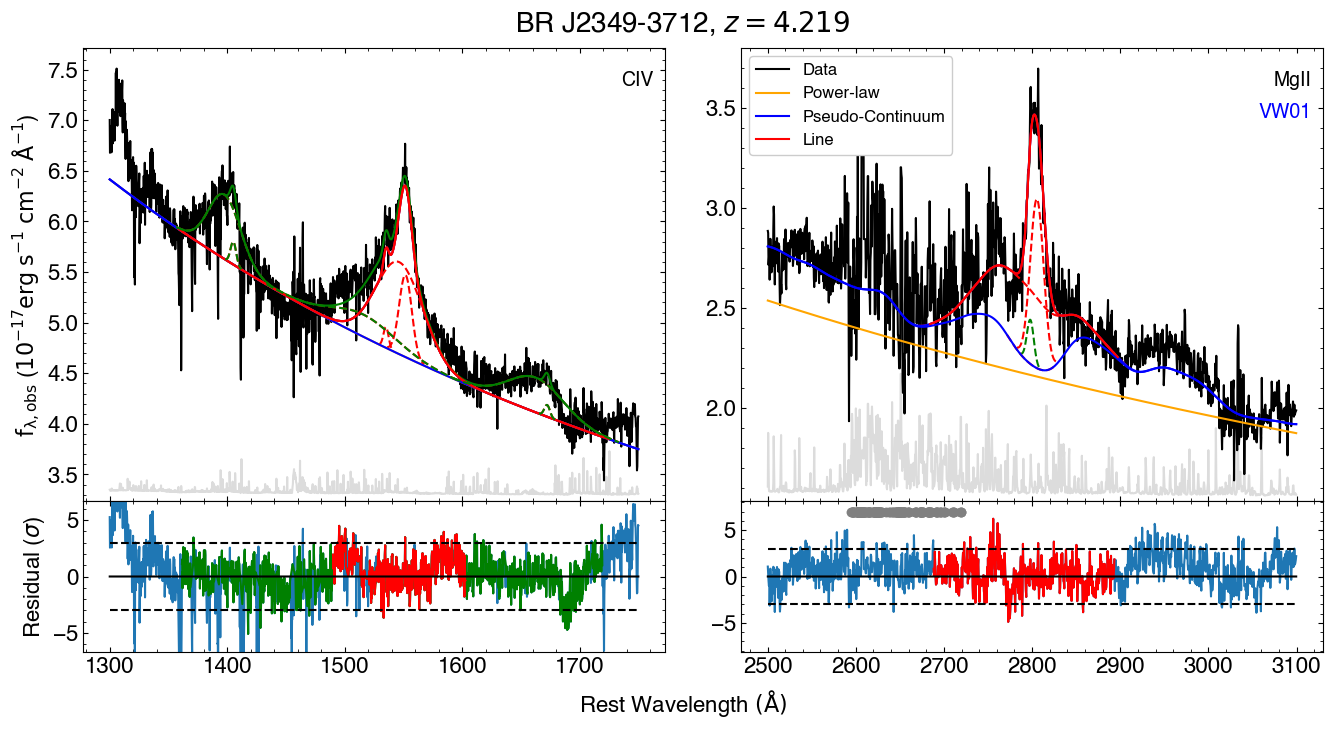 BR J2349-3712, z = 4.219
CIV
7.5
7.0
6.5
6.0
5.5
5.0
4.5
4.0
3.5
fλ,obs (10−17erg s−1 cm−2 Å−1)
5
0
−5
Residual (σ)
1300 1400 1500 1600 1700
Data
Power-law
Pseudo-Continuum
Line
MgII
VW01
3.5
3.0
2.5
2.0
5
0
−5
2500 2600 2700 2800 2900 3000 3100
Rest Wavelength (Å)